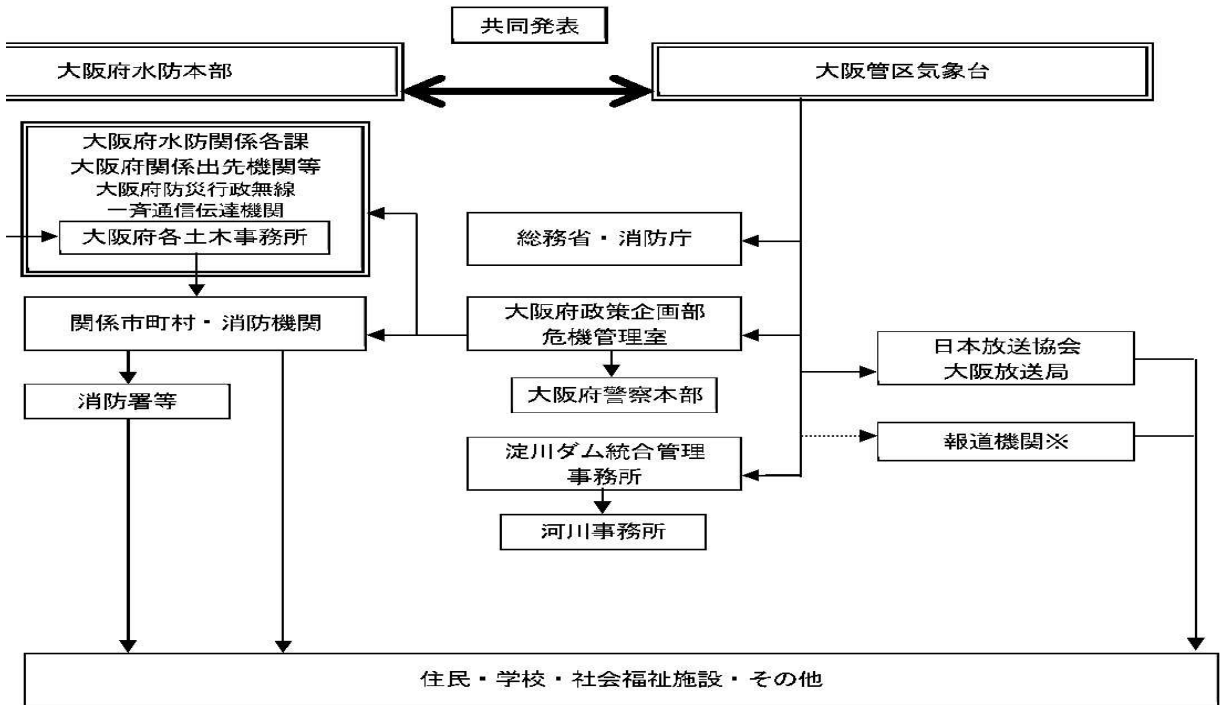 共同発表
大阪府水防本部
大阪管区気象台
大阪府水防関係各課
大阪府関係出先機関等
大阪府防災行政無線
一斉通信伝達機関
大阪府各土木事務所
総務省・消防庁
関係市町村・消防機関
大阪府政策企画部
危機管理室
日本放送協会
大阪放送局
消防署等
大阪府警察本部
報道機関※
淀川ダム統合管理
事務所
河川事務所
住民・学校・社会福祉施設・その他